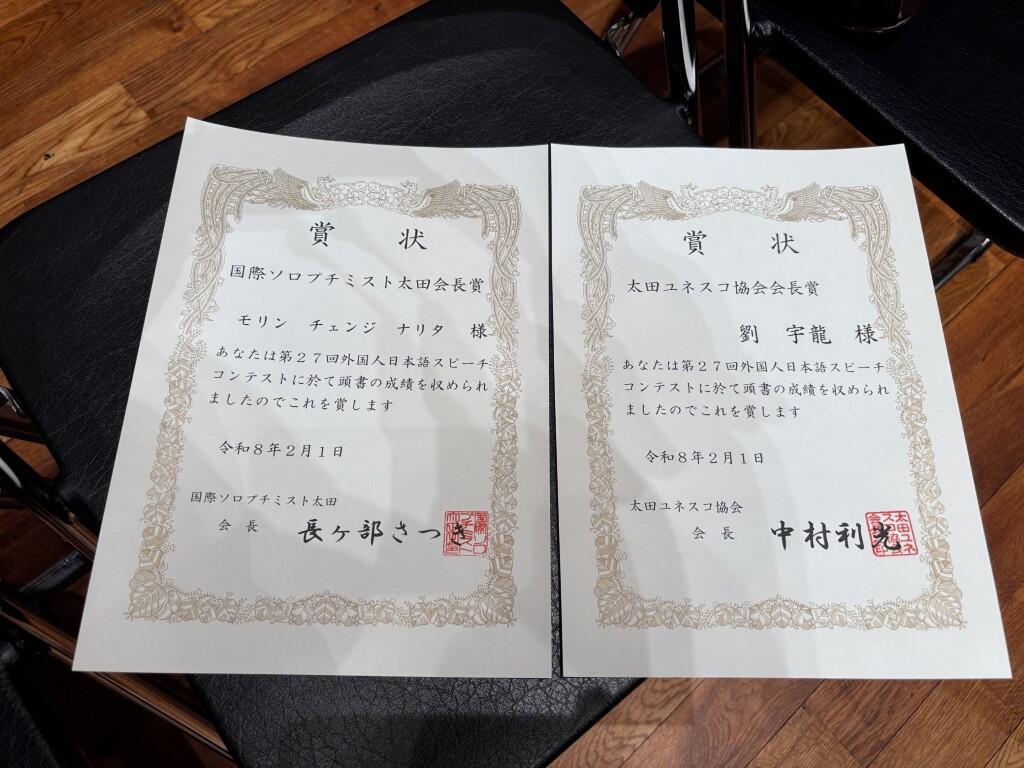 賞 状
国際ソロプチミスト太田会長賞
モリン チェンジ ナリタ 様
あなたは第27回外国人日本語スピーチ
コンテストに於て頭書の成績を収められ
ましたのでこれを賞します
令和8年2月1日
国際ソロプチミスト太田
会 長 長ヶ部さつき
賞 状
太田ユネスコ協会会長賞
劉 宇龍 様
あなたは第27回外国人日本語スピーチ
コンテストに於て頭書の成績を収められ
ましたのでこれを賞します
令和8年2月1日
太田ユネスコ協会
会 長 中村利光